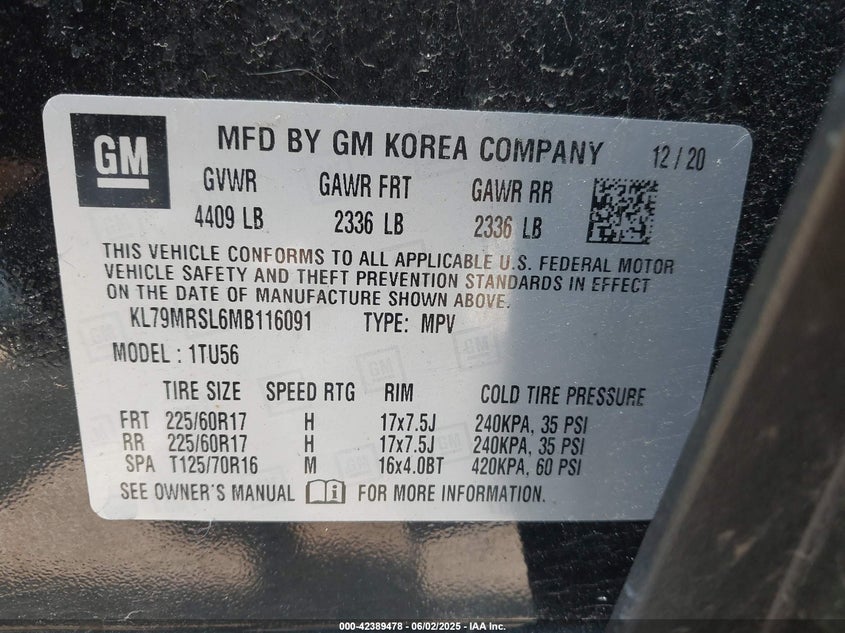 GM
MFD BY GM KOREA COMPANY 12 / 20
GVWR GAWR FRT GAWR RR
4409 LB 2336 LB 2336 LB
THIS VEHICLE CONFORMS TO ALL APPLICABLE U.S. FEDERAL MOTOR
VEHICLE SAFETY AND THEFT PREVENTION STANDARDS IN EFFECT
ON THE DATE OF MANUFACTURE SHOWN ABOVE.
KL79MRSL6MB116091 TYPE: MPV
MODEL : 1TU56
TIRE SIZE SPEED RTG RIM COLD TIRE PRESSURE
FRT 225/60R17 H 17x7.5J 240KPA, 35 PSI
RR 225/60R17 H 17x7.5J 240KPA, 35 PSI
SPA T125/70R16 M 16x4.0BT 420KPA, 60 PSI
SEE OWNER'S MANUAL i FOR MORE INFORMATION.
000-42389478 - 06/02/2025 - IAA Inc.